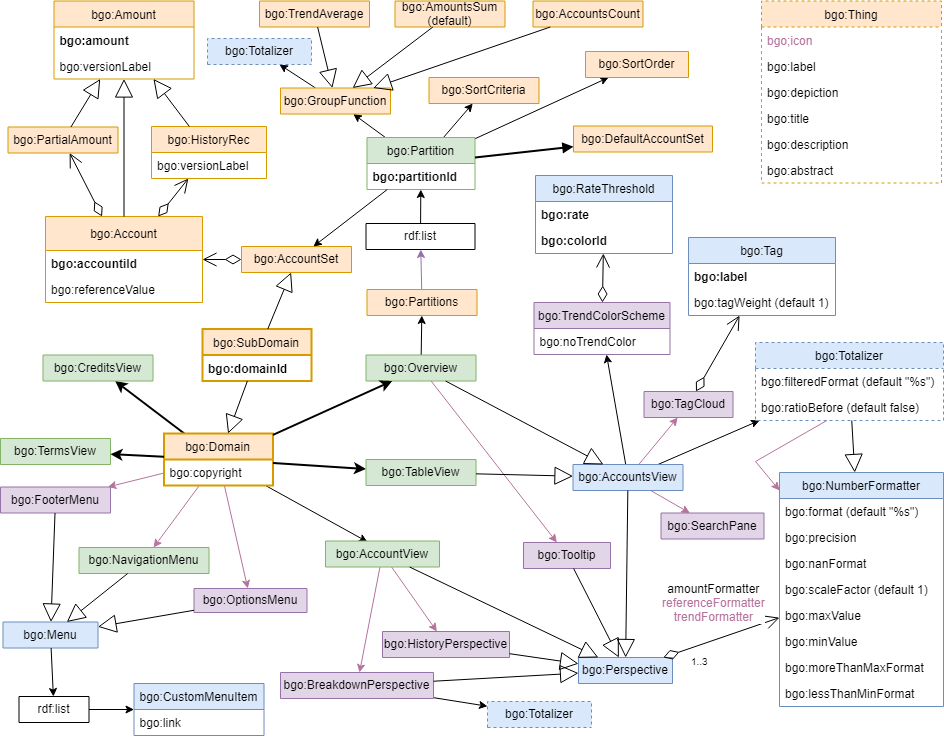 bgo:Amount
bgo:amount
bgo:versionLabel
bgo:TrendAverage
bgo:AmountsSum
(default)
bgo:AccountsCount
bgo:Thing
bgo;icon
bgo:label
bgo:depiction
bgo:title
bgo:description
bgo:abstract
bgo:Totalizer
bgo:SortOrder
bgo:GroupFunction
bgo:SortCriteria
bgo:PartialAmount
bgo:HistoryRec
bgo:versionLabel
bgo:Partition
bgo:partitionId
bgo:DefaultAccountSet
bgo:RateThreshold
bgo:rate
bgo:colorId
bgo:Account
bgo:accountiId
bgo:referenceValue
rdf:list
bgo:AccountSet
bgo:Tag
bgo:label
bgo:tagWeight (default 1)
bgo:Partitions
bgo:TrendColorScheme
bgo:noTrendColor
bgo:SubDomain
bgo:domainId
bgo:Totalizer
bgo:filteredFormat (default "%s")
bgo:ratioBefore (default false)
bgo:CreditsView
bgo:Overview
bgo:TagCloud
bgo:Domain
bgo:copyright
bgo:TermsView
bgo:TableView
bgo:AccountsView
bgo:NumberFormatter
bgo:format (default "%s")
bgo:precision
bgo:nanFormat
bgo:scaleFactor (default 1)
bgo:maxValue
bgo:minValue
bgo:moreThanMaxFormat
bgo:lessThanMinFormat
bgo:FooterMenu
bgo:SearchPane
bgo:NavigationMenu
bgo:AccountView
bgo:Tooltip
bgo:OptionsMenu
amountFormatter
referenceFormatter
trendFormatter
bgo:Menu
bgo:HistoryPerspective
1..3
bgo:Perspective
bgo:BreakdownPerspective
rdf:list
bgo:CustomMenuItem
bgo:link
bgo:Totalizer